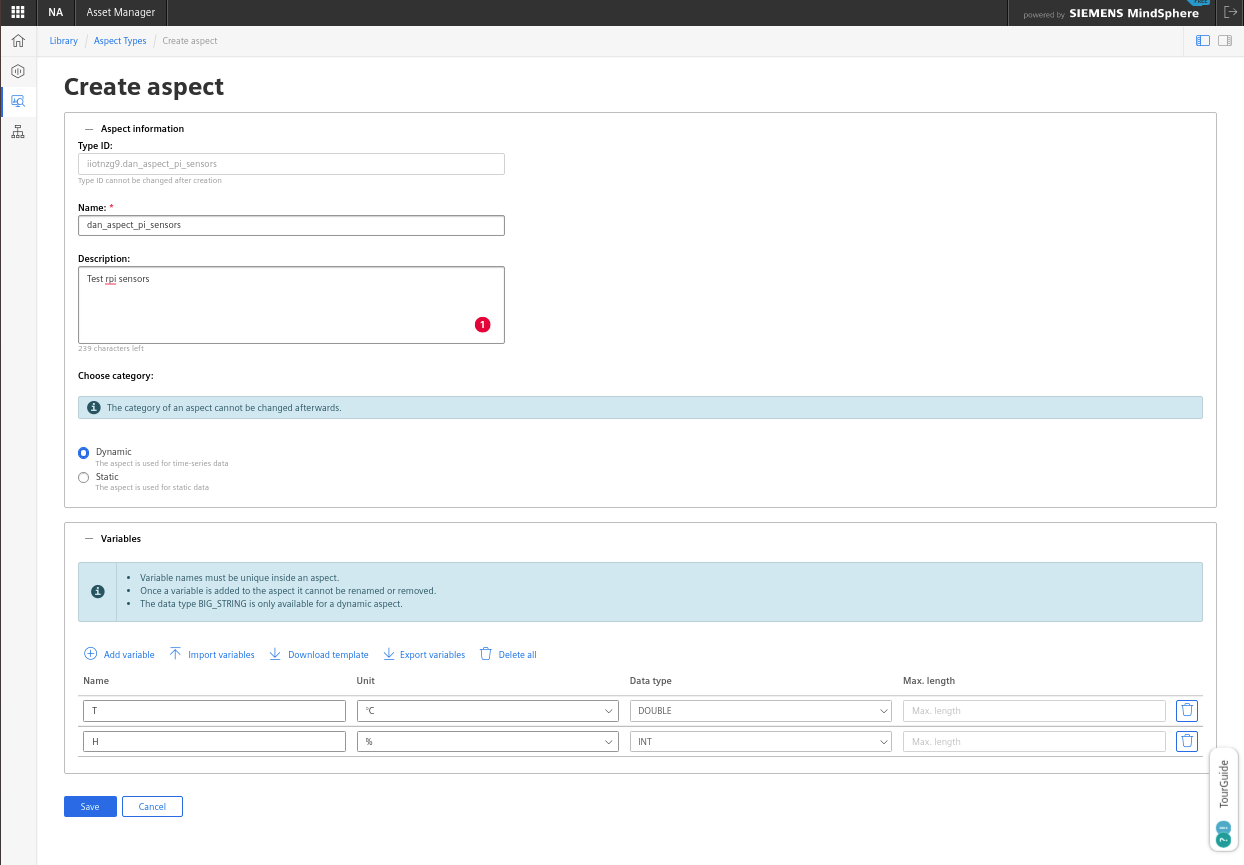 NA
Asset Manager
powered by SIEMENS MindSphere
Library / Aspect Types / Create aspect
Create aspect
Aspect information
Type ID:
iiotnzg9.dan_aspect_pi_sensors
Type ID cannot be changed after creation
Name: *
dan_aspect_pi_sensors
Description:
Test rpi sensors
1
239 characters left
Choose category:
The category of an aspect cannot be changed afterwards.
Dynamic
The aspect is used for time-series data
Static
The aspect is used for static data
Variables
• Variable names must be unique inside an aspect.
• Once a variable is added to the aspect it cannot be renamed or removed.
• The data type BIG_STRING is only available for a dynamic aspect.
Add variable Import variables Download template Export variables Delete all
Name Unit Data type Max. length
T °C DOUBLE Max. length
H % INT Max. length
TourGuide
Save Cancel